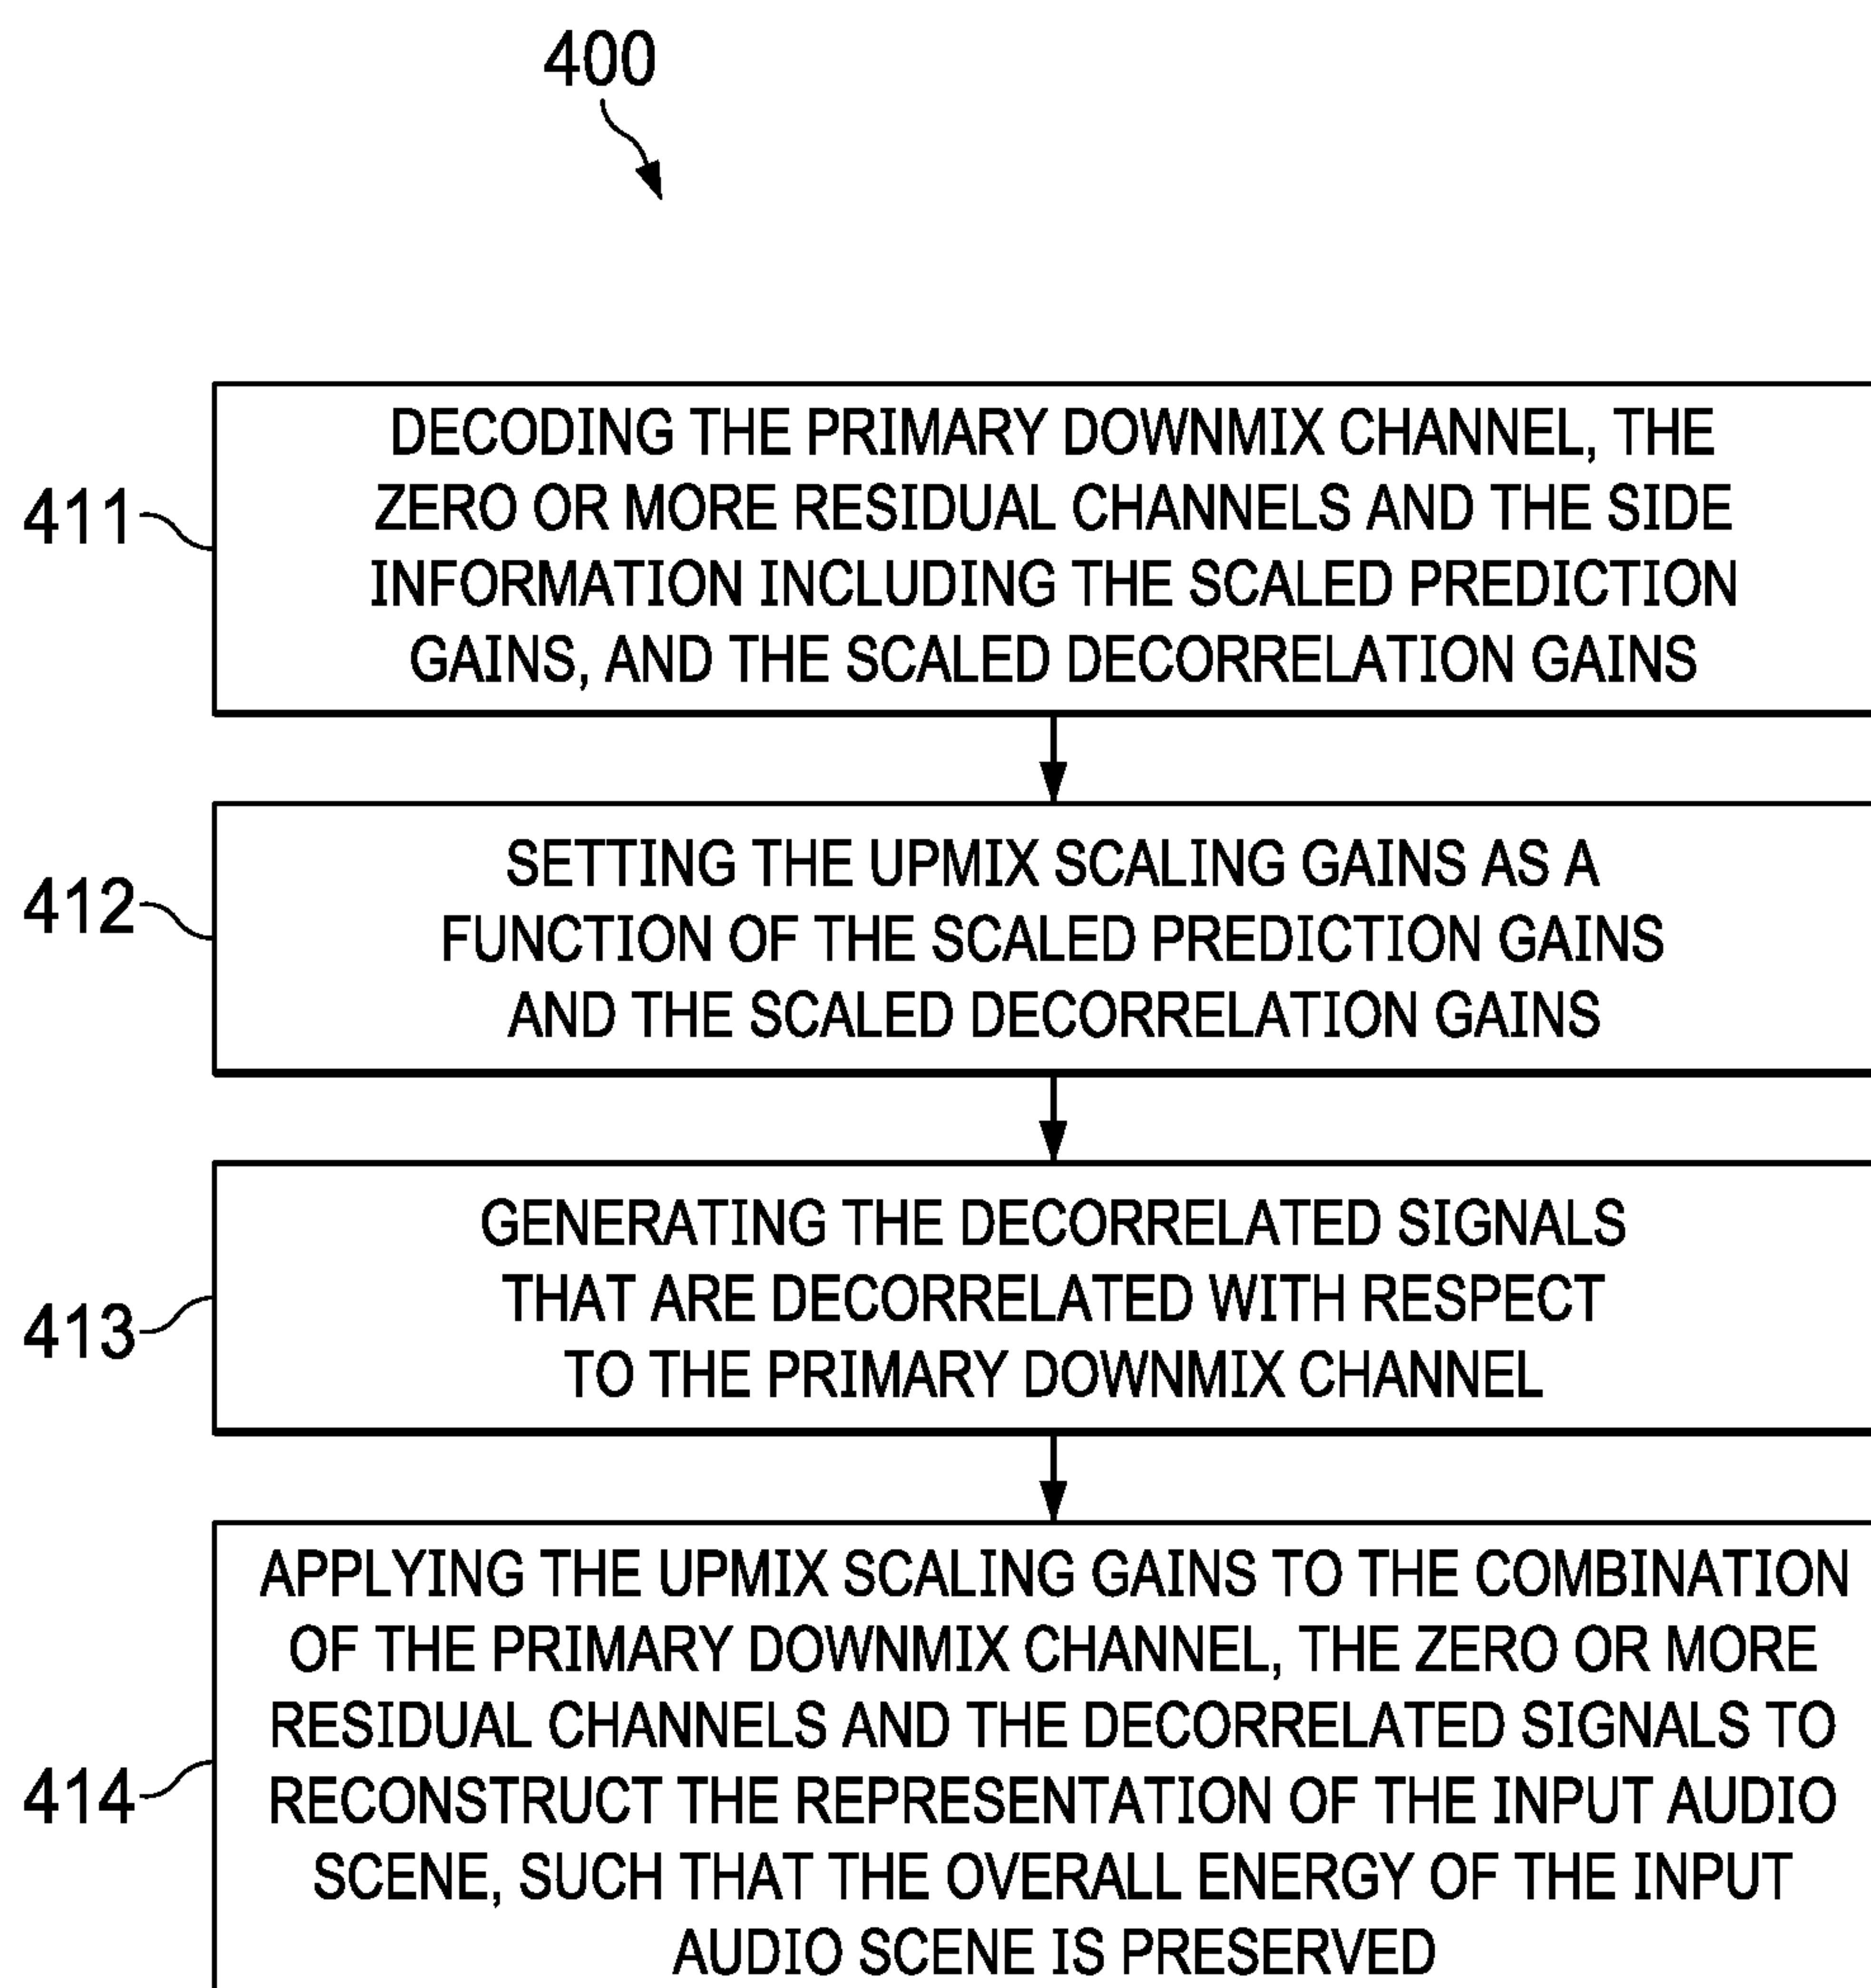 400
411
DECODING THE PRIMARY DOWNMIX CHANNEL, THE
ZERO OR MORE RESIDUAL CHANNELS AND THE SIDE
INFORMATION INCLUDING THE SCALED PREDICTION
GAINS, AND THE SCALED DECORRELATION GAINS
412
SETTING THE UPMIX SCALING GAINS AS A
FUNCTION OF THE SCALED PREDICTION GAINS
AND THE SCALED DECORRELATION GAINS
413
GENERATING THE DECORRELATED SIGNALS
THAT ARE DECORRELATED WITH RESPECT
TO THE PRIMARY DOWNMIX CHANNEL
414
APPLYING THE UPMIX SCALING GAINS TO THE COMBINATION
OF THE PRIMARY DOWNMIX CHANNEL, THE ZERO OR MORE
RESIDUAL CHANNELS AND THE DECORRELATED SIGNALS TO
RECONSTRUCT THE REPRESENTATION OF THE INPUT AUDIO
SCENE, SUCH THAT THE OVERALL ENERGY OF THE INPUT
AUDIO SCENE IS PRESERVED